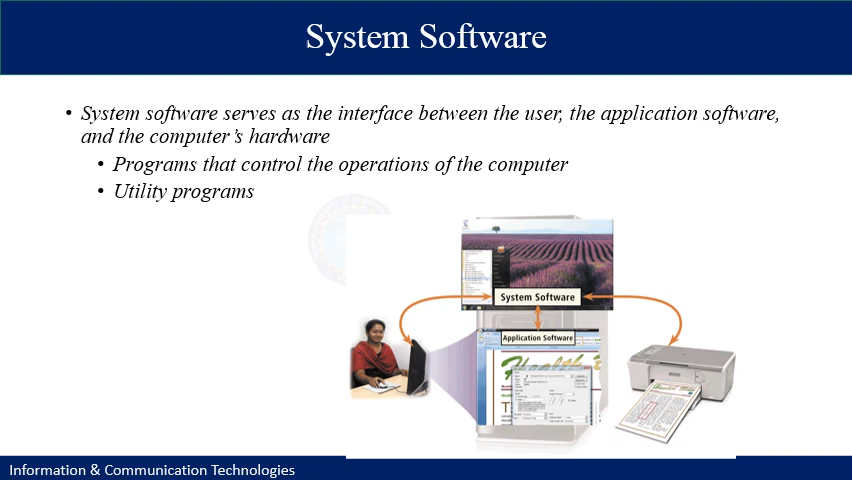 System Software
• System software serves as the interface between the user, the application software,
and the computer's hardware
• Programs that control the operations of the computer
• Utility programs
System Software
Application Software
Information & Communication Technologies